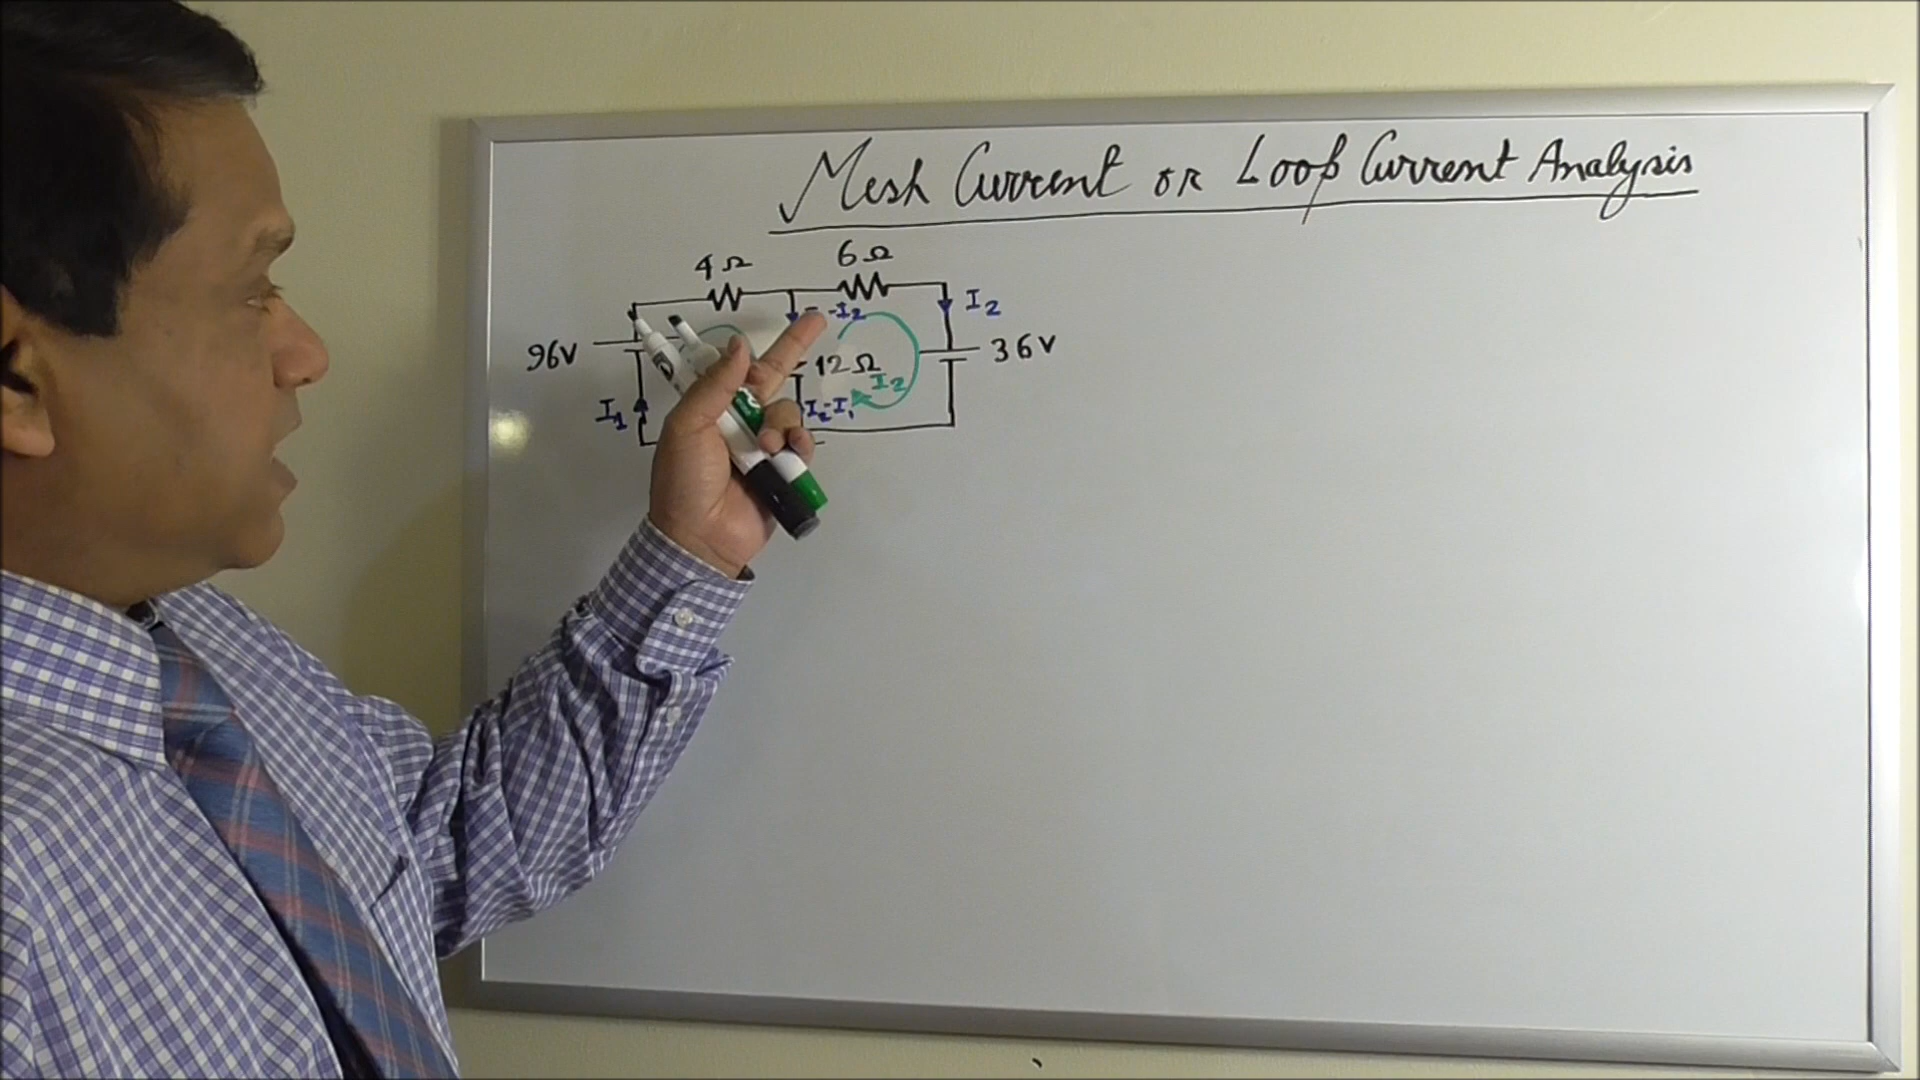 Mesh Current or Loop Current Analysis
4Ω 6Ω
-I2 I2
96V 12Ω 36V
I2
I1 I2-I1